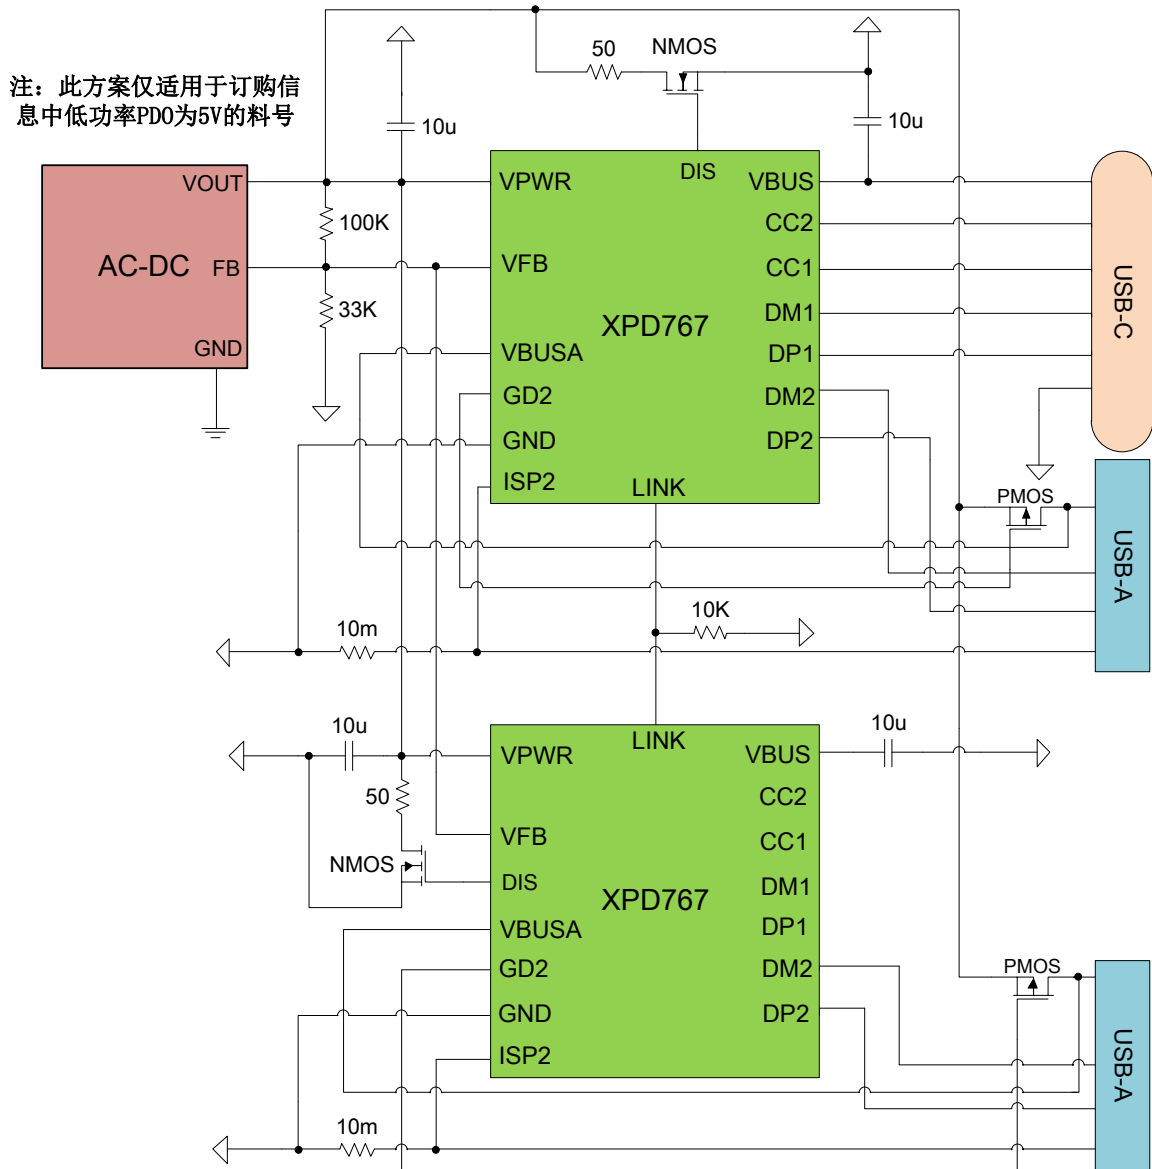 50
NMOS
注：此方案仅适用于订购信
息中低功率PDO为5V的料号
10u
10u
VOUT
VPWR
DIS
VBUS
100K
CC2
AC-DC
FB
VFB
CC1
USB-C
33K
XPD767
DM1
GND
VBUSA
DP1
GD2
DM2
GND
DP2
ISP2
LINK
PMOS
USB-A
10m
10K
10u
LINK
10u
VPWR
VBUS
50
CC2
VFB
CC1
NMOS
DIS
DM1
XPD767
VBUSA
DP1
GD2
DM2
PMOS
GND
DP2
ISP2
USB-A
10m